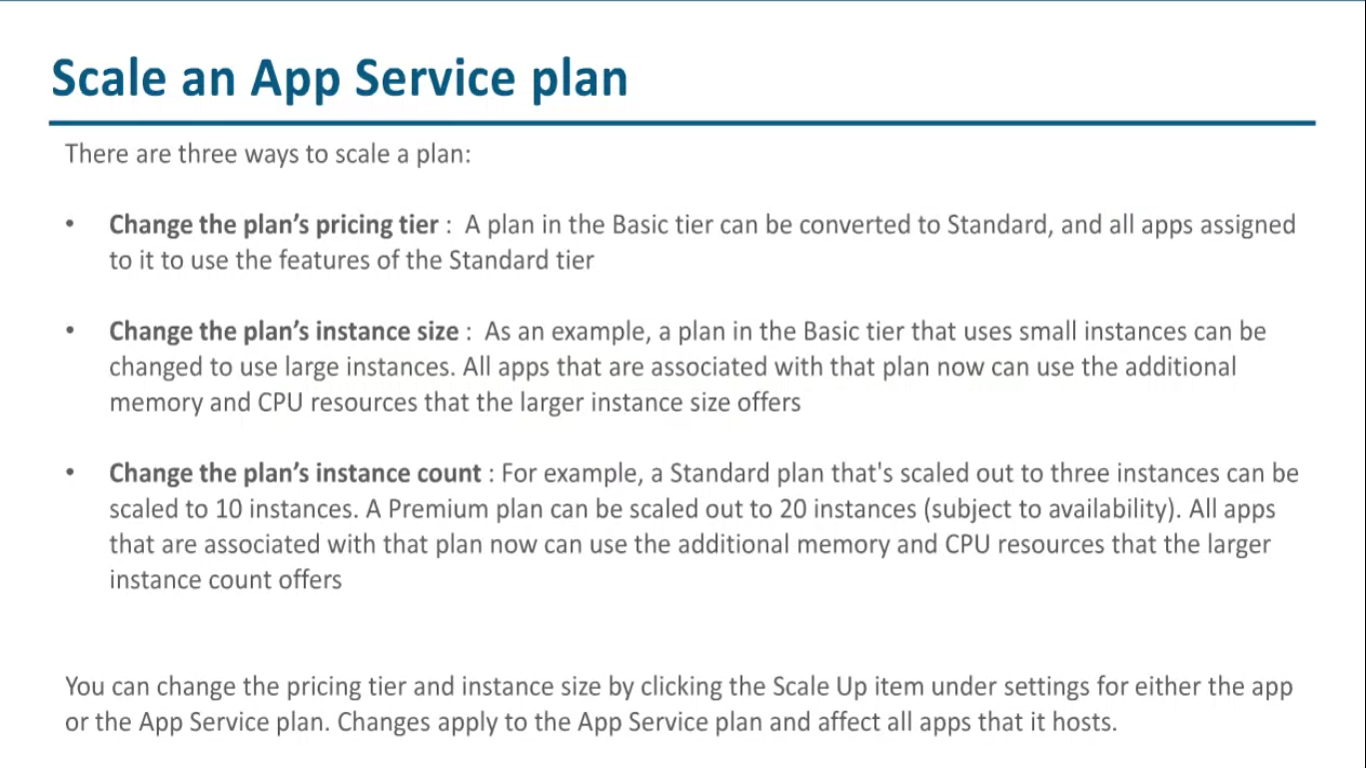 Scale an App Service plan
There are three ways to scale a plan:
• Change the plan’s pricing tier :  A plan in the Basic tier can be converted to Standard, and all apps assigned
to it to use the features of the Standard tier
• Change the plan’s instance size :  As an example, a plan in the Basic tier that uses small instances can be
changed to use large instances. All apps that are associated with that plan now can use the additional
memory and CPU resources that the larger instance size offers
• Change the plan’s instance count : For example, a Standard plan that's scaled out to three instances can be
scaled to 10 instances. A Premium plan can be scaled out to 20 instances (subject to availability). All apps
that are associated with that plan now can use the additional memory and CPU resources that the larger
instance count offers
You can change the pricing tier and instance size by clicking the Scale Up item under settings for either the app
or the App Service plan. Changes apply to the App Service plan and affect all apps that it hosts.